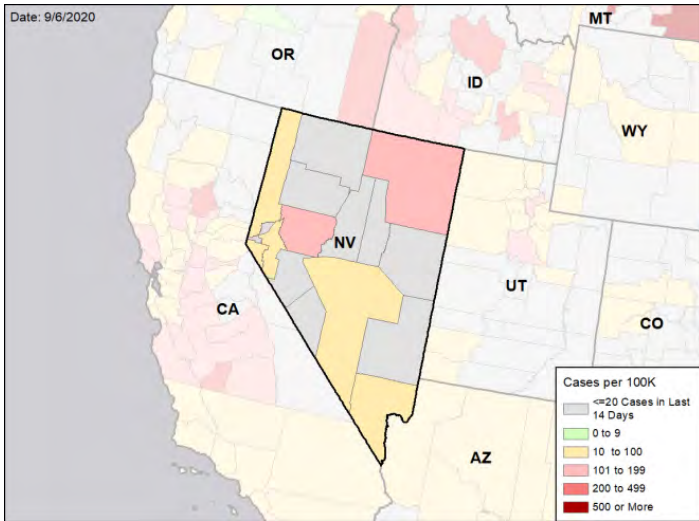 Date: 9/6/2020
MT
OR
ID
WY
NV
UT
CA
CO
AZ
Cases per 100K
<=20 Cases in Last
14 Days
0 to 9
10 to 100
101 to 199
200 to 499
500 or More